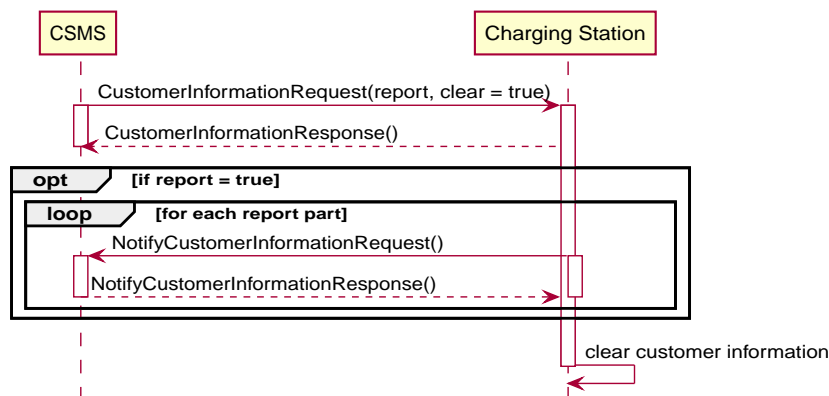 CSMS
Charging Station
CustomerInformationRequest(report, clear = true)
CustomerInformationResponse()
opt [if report = true]
loop [for each report part]
NotifyCustomerInformationRequest()
NotifyCustomerInformationResponse()
clear customer information